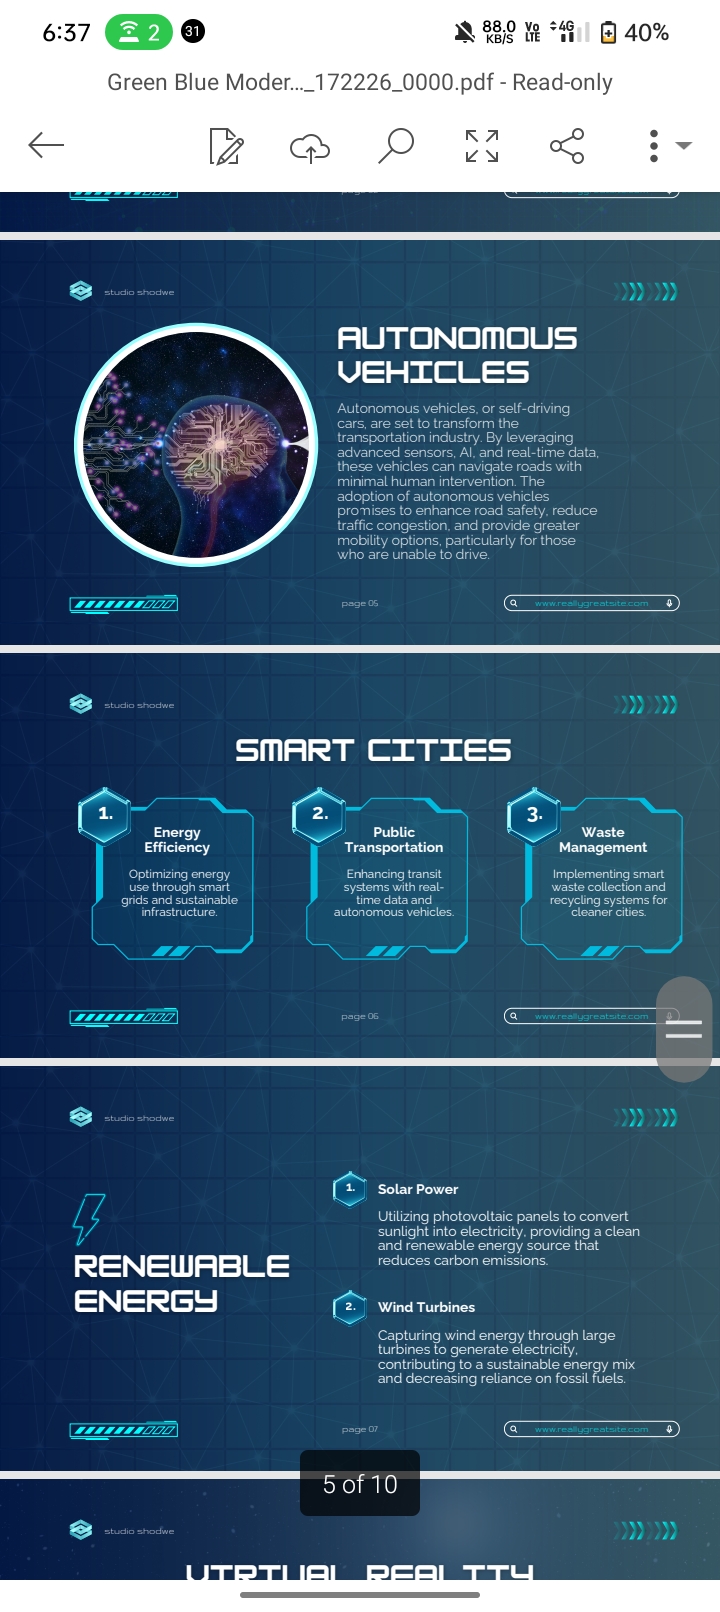 6:37
2
31
88.0
KB/S
Vo
LTE
4G
40%
Green Blue Moder..._172226_0000.pdf - Read-only
studio shodwe
AUTONOMOUS
VEHICLES
Autonomous vehicles, or self-driving
cars, are set to transform the
transportation industry. By leveraging
advanced sensors, AI, and real-time data,
these vehicles can navigate roads with
minimal human intervention. The
adoption of autonomous vehicles
promises to enhance road safety, reduce
traffic congestion, and provide greater
mobility options, particularly for those
who are unable to drive.
page 05
www.reallygreatsite.com
studio shodwe
SMART CITIES
1.
Energy
Efficiency
Optimizing energy
use through smart
grids and sustainable
infrastructure.
2.
Public
Transportation
Enhancing transit
systems with real-
time data and
autonomous vehicles.
3.
Waste
Management
Implementing smart
waste collection and
recycling systems for
cleaner cities.
page 06
www.reallygreatsite.com
studio shodwe
RENEWABLE
ENERGY
1.
Solar Power
Utilizing photovoltaic panels to convert
sunlight into electricity, providing a clean
and renewable energy source that
reduces carbon emissions.
2.
Wind Turbines
Capturing wind energy through large
turbines to generate electricity,
contributing to a sustainable energy mix
and decreasing reliance on fossil fuels.
page 07
www.reallygreatsite.com
5 of 10
studio shodwe
VIRTUAL REALITY